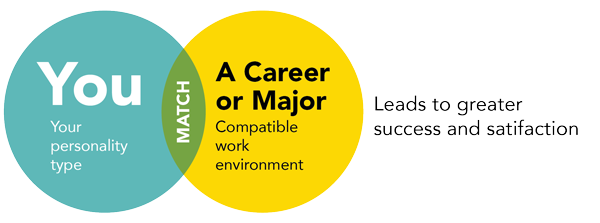 You
Your
personality
type
MATCH
A Career
or Major
Compatible
work
environment
Leads to greater
success and satifaction